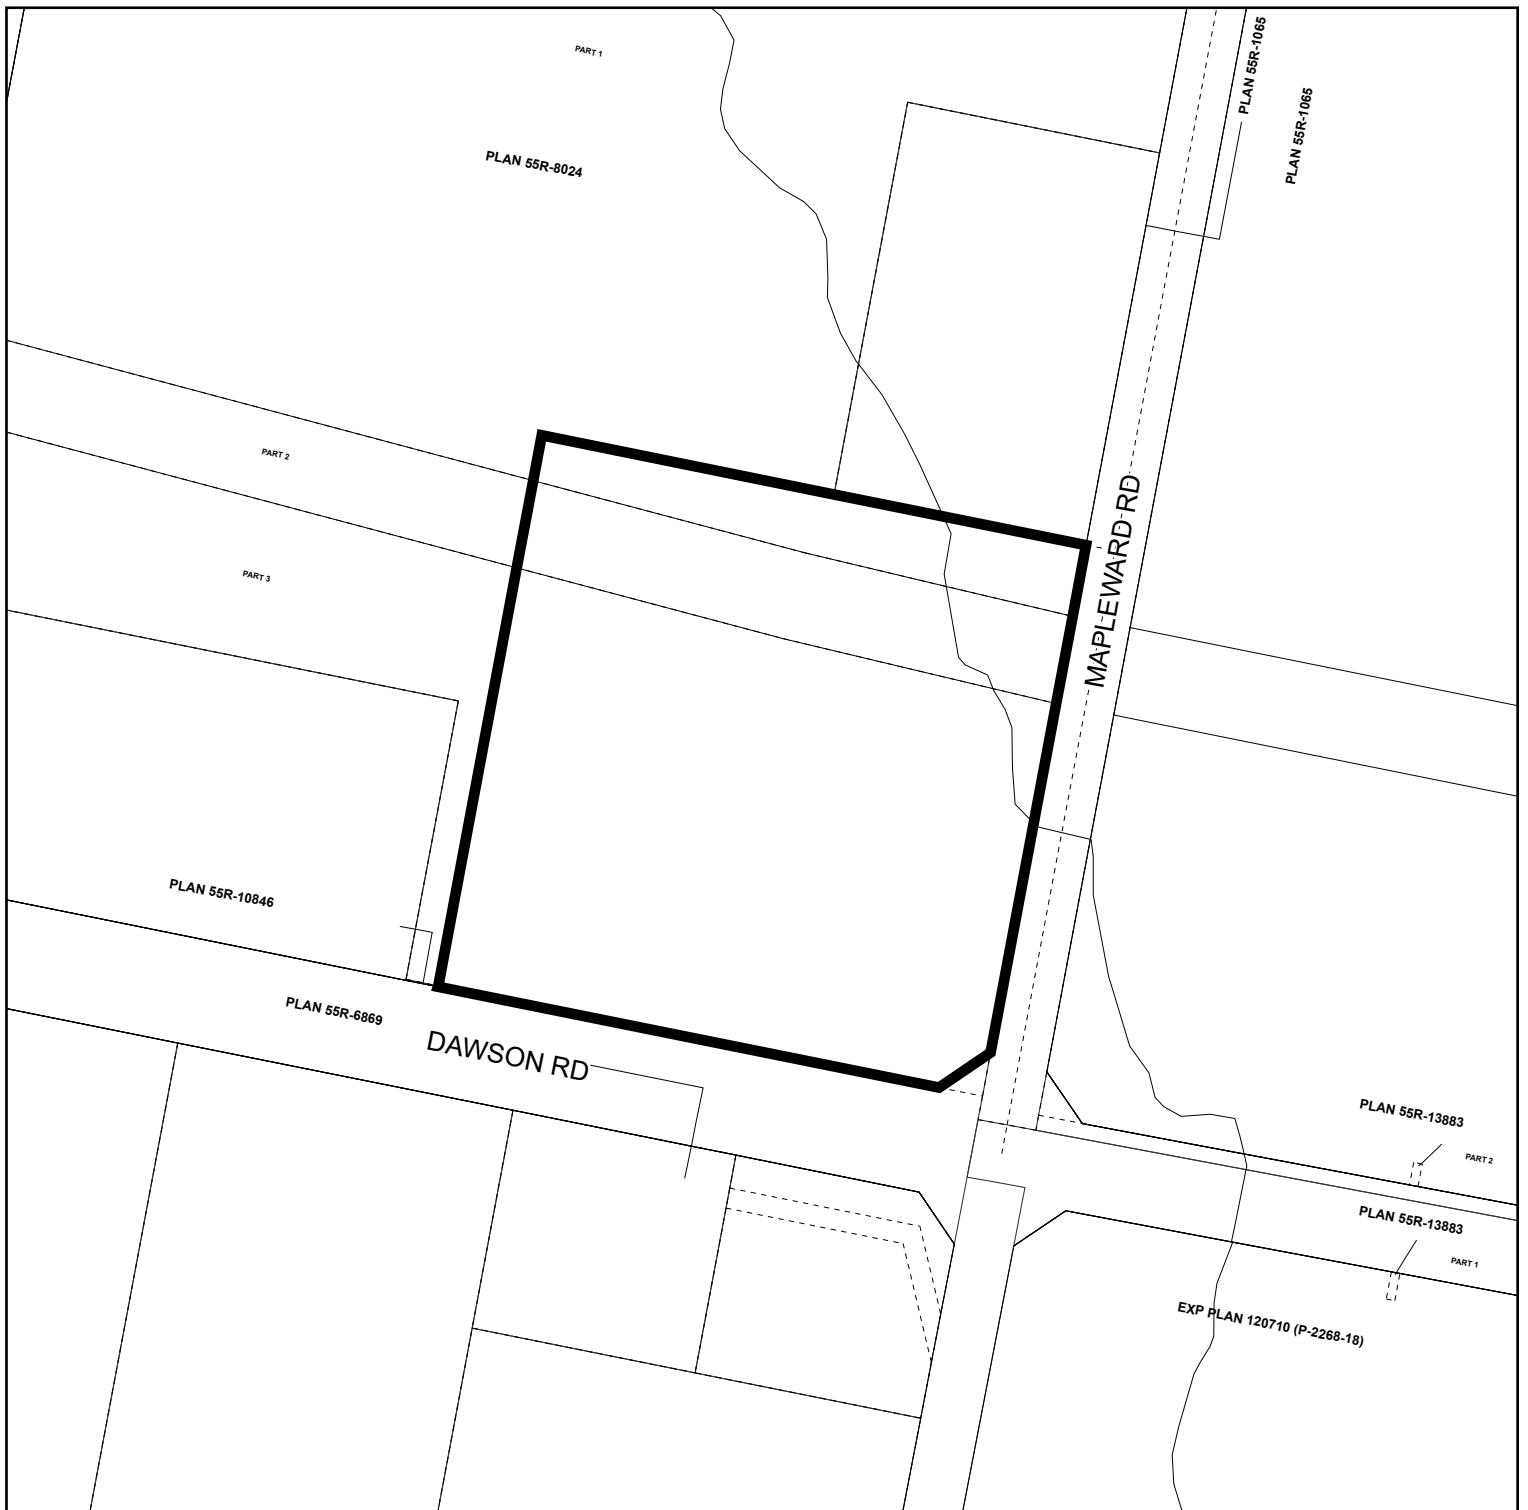 PART 1
PLAN 55R-1065
PLAN 55R-1065
PLAN 55R-8024
PART 2
PART 3
MAPLEWARD RD
PLAN 55R-10846
PLAN 55R-6869
DAWSON RD
PLAN 55R-13883
PART 2
PLAN 55R-13883
PART 1
EXP PLAN 120710 (P-2268-18)